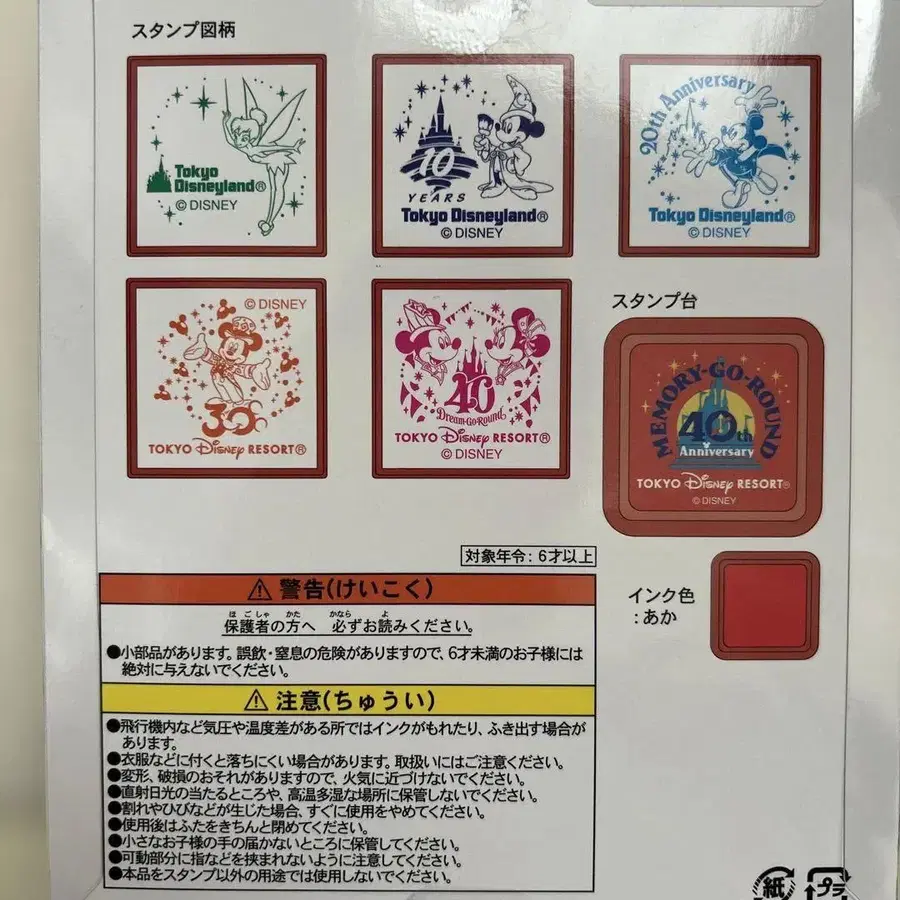 スタンプ図柄
Tokyo
Disneyland®
© DISNEY
10
YEARS
Tokyo Disneyland®
© DISNEY
20th Anniversary
Tokyo Disneyland®
© DISNEY
© DISNEY
30
TOKYO Disney RESORT®
40
Dream-Go-Round
TOKYO Disney RESORT®
© DISNEY
スタンプ台
MEMORY-GO-ROUND
40th
Anniversary
TOKYO Disney RESORT®
© DISNEY
対象年令:6才以上
インク色
:あか
⚠ 警告(けいこく)
ほごしゃ かた かなら よ
保護者の方へ 必ずお読みください。
●小部品があります。誤飲・窒息の危険がありますので、6才未満のお子様には
絶対に与えないでください。
⚠ 注意(ちゅうい)
●飛行機内など気圧や温度差がある所ではインクがもれたり、ふき出す場合が
あります。
●衣服などに付くと落ちにくい場合があります。取扱いにはご注意ください。
●変形、破損のおそれがありますので、火気に近づけないでください。
●直射日光の当たるところや、高温多湿な場所に保管しないでください。
●割れやひびなどが生じた場合、すぐに使用をやめてください。
●使用後はふたをきちんと閉めてください。
●小さなお子様の手の届かないところに保管してください。
●可動部分に指などを挟まれないように注意してください。
●本品をスタンプ以外の用途では使用しないでください。
紙
プラ